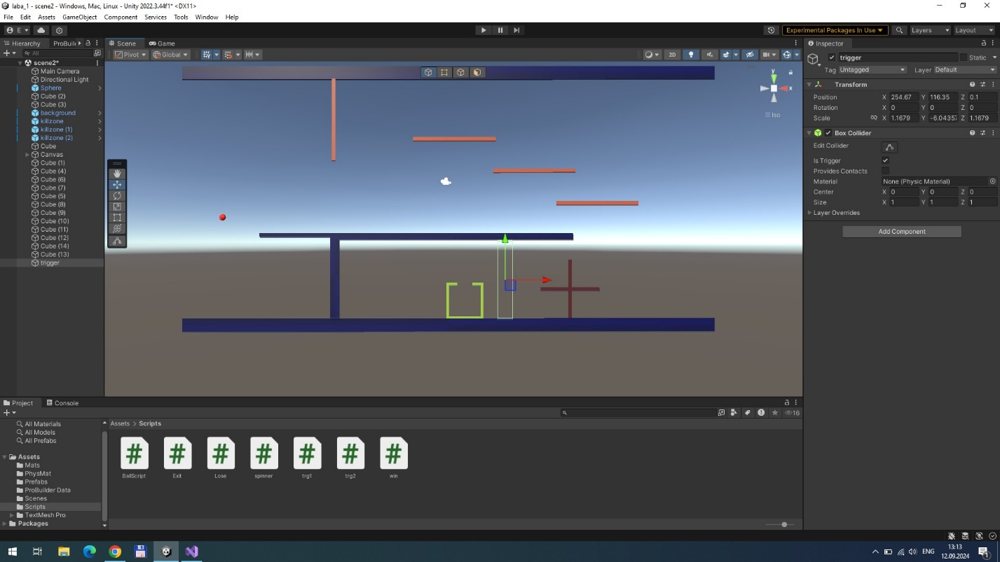 laba_1 - scene2 - Windows, Mac, Linux - Unity 2022.3.44f1* <DX11>
File Edit Assets GameObject Component Services Tools Window Help
E Experimental Packages In Use Layers Layout
Hierarchy ProBuil Scene Game Inspector
All Pivot Global 2D trigger Static
Tag Untagged Layer Default
scene2*
Main Camera
Directional Light
Sphere
Cube (2)
Cube (3)
background
killzone
killzone (1)
killzone (2)
Cube
Canvas
Cube (1)
Cube (4)
Cube (6)
Cube (7)
Cube (5)
Cube (8)
Cube (9)
Cube (10)
Cube (11)
Cube (12)
Cube (14)
Cube (13)
trigger
y
x
Iso
Transform
Position X 254.67 Y 116.35 Z 0.1
Rotation X 0 Y 0 Z 0
Scale X 1.1679 Y -6.04357 Z 1.1679
Box Collider
Edit Collider
Is Trigger
Provides Contacts
Material None (Physic Material)
Center X 0 Y 0 Z 0
Size X 1 Y 1 Z 1
Layer Overrides
Add Component
Project Console
16
All Materials
All Models
All Prefabs
Assets
Mats
PhysMat
Prefabs
ProBuilder Data
Scenes
Scripts
TextMesh Pro
Packages
Assets > Scripts
BallScript Exit Lose spinner trg1 trg2 win
ENG
13:13
12.09.2024
1